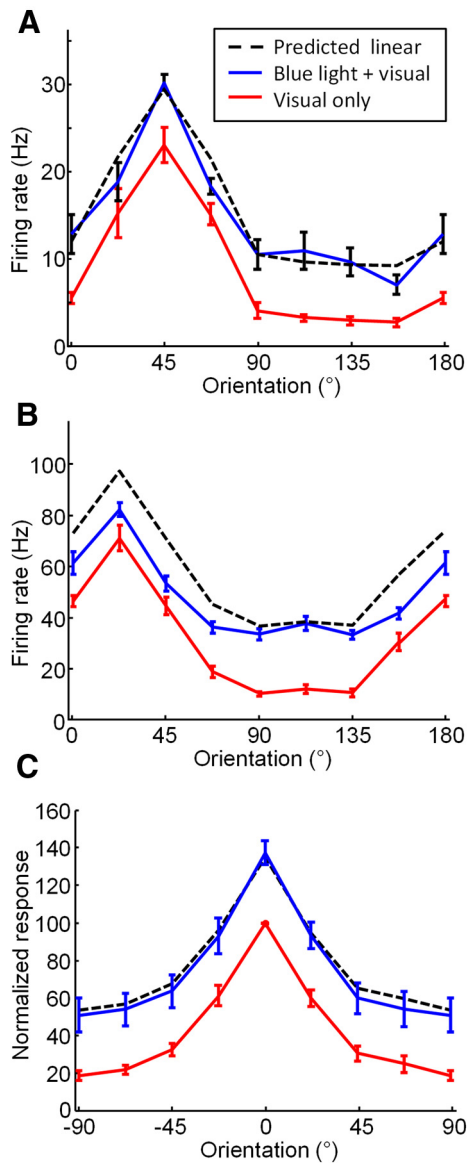 A
Predicted linear
Blue light + visual
Visual only
Firing rate (Hz)
30
20
10
0
0 45 90 135 180
Orientation (°)
B
Firing rate (Hz)
100
80
60
40
20
0
0 45 90 135 180
Orientation (°)
C
Normalized response
160
140
120
100
80
60
40
20
0
-90 -45 0 45 90
Orientation (°)